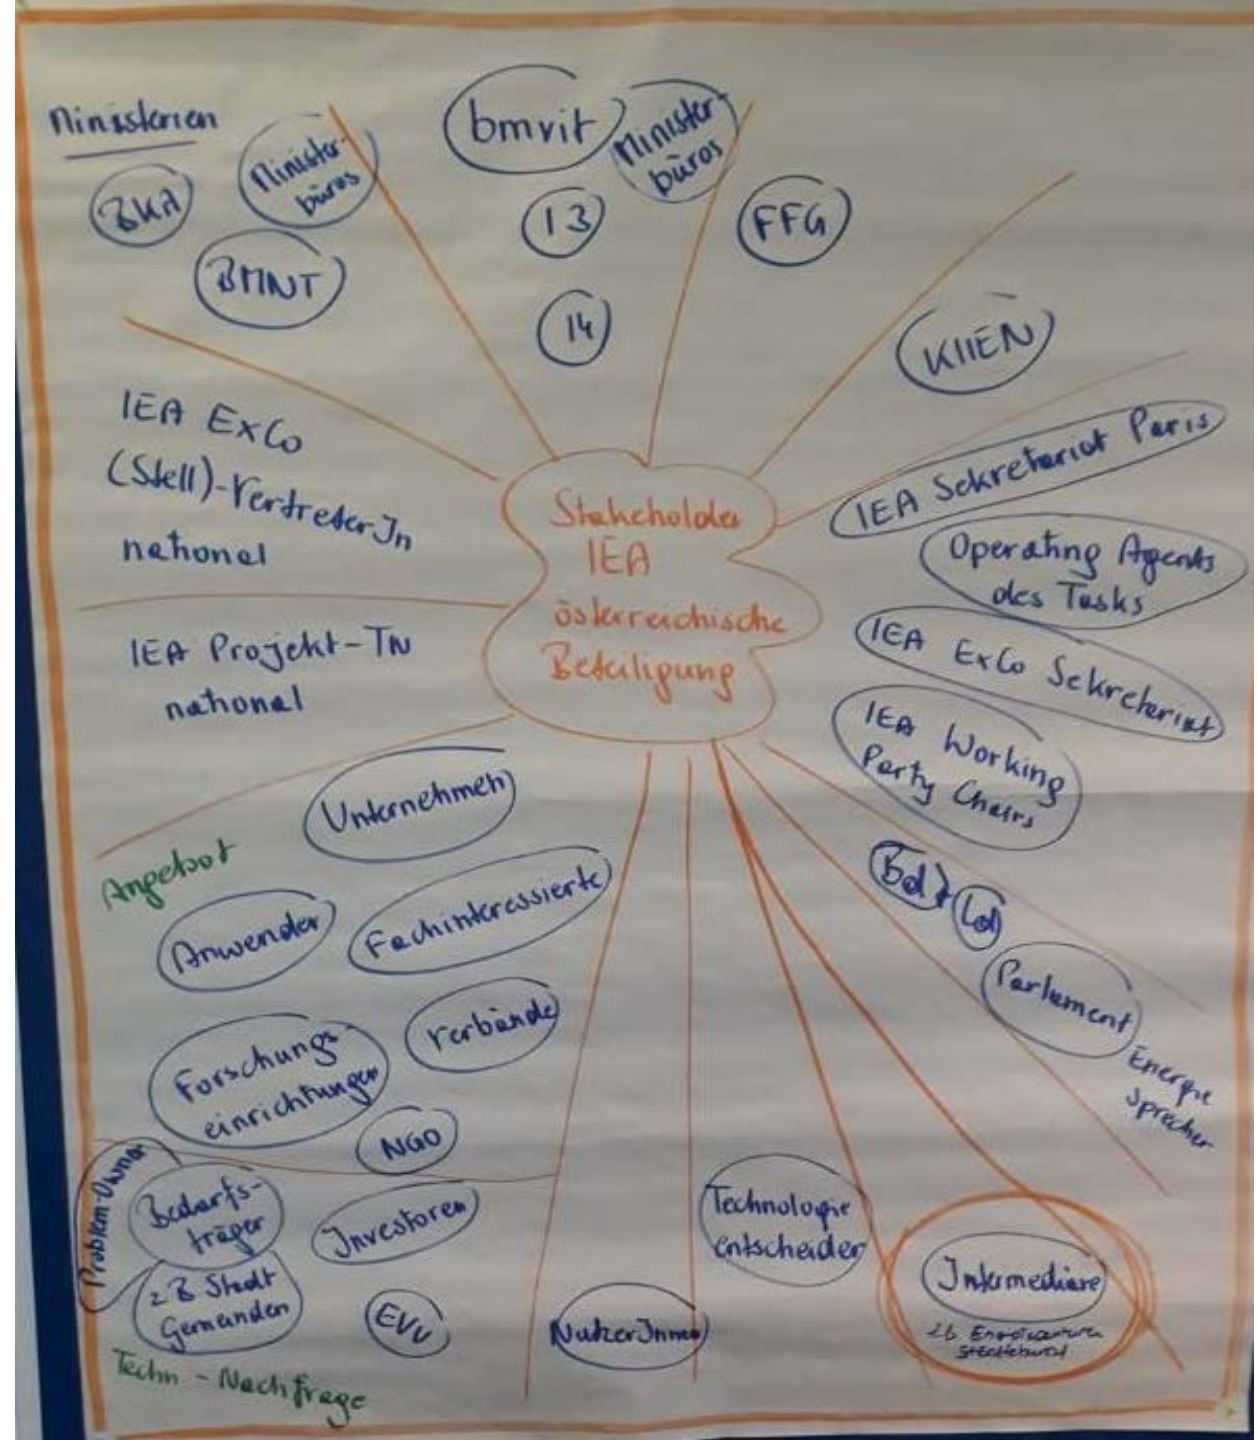 Ministerien
BKA
Minister-
büros
BMNT
bmvit
Minister-
büros
13
14
FFG
KliEN
IEA Sekretariat Paris
Operating Agents
des Tasks
IEA ExCo Sekretariat
IEA Working
Party Chairs
Bdl
Ldl
Parlament
Energie
sprecher
Intermediäre
Städtebund
Technologie
entscheider
NutzerInnen
IEA ExCo
(Stell)-VertreterIn
national
IEA Projekt-TN
national
Stakeholder
IEA
österreichische
Beteiligung
Angebot
Unternehmen
Anwender
Fachinteressierte
Forschungs-
einrichtungen
Verbände
NGO
Problem-Owner
Bedarfs-
träger
z B Stadt
Gemeinden
Investoren
EVU
Techn - Nachfrage